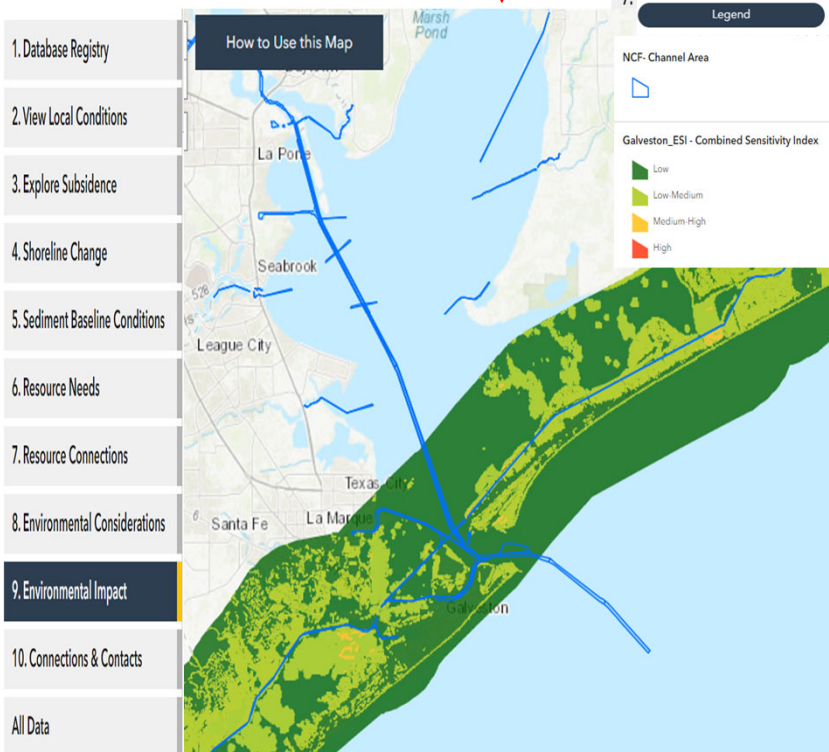 1. Database Registry
2. View Local Conditions
3. Explore Subsidence
4. Shoreline Change
5. Sediment Baseline Conditions
6. Resource Needs
7. Resource Connections
8. Environmental Considerations
9. Environmental Impact
10. Connections & Contacts
All Data
How to Use this Map
Marsh
Pond
La Porte
Seabrook
528
League City
Texas City
6
Santa Fe
La Marque
Galveston
7.
Legend
NCF- Channel Area
Galveston_ESI - Combined Sensitivity Index
Low
Low-Medium
Medium-High
High